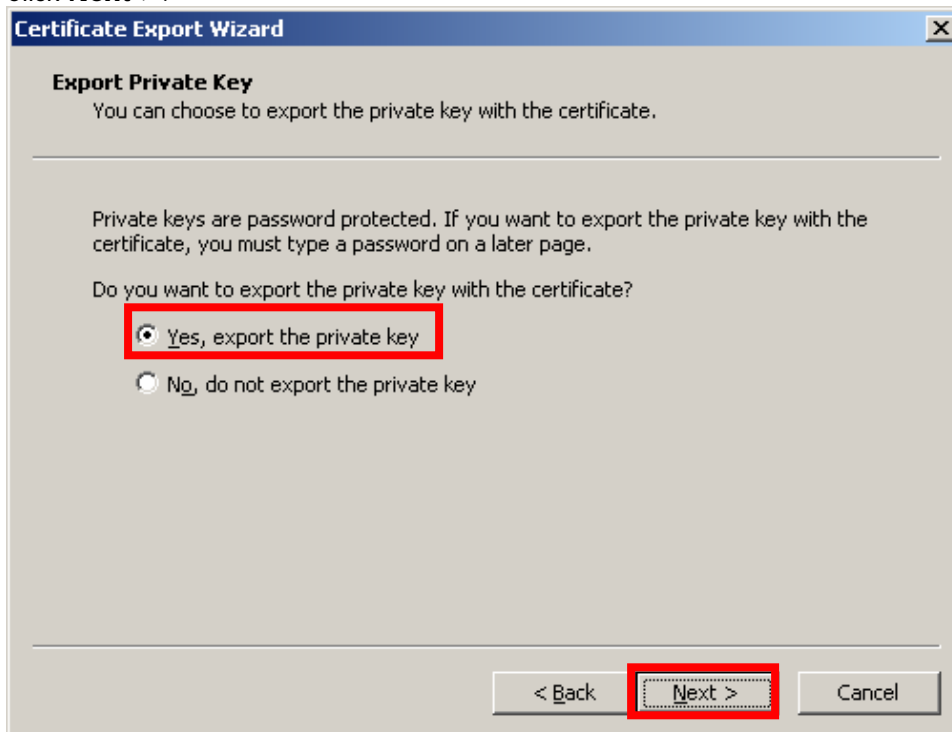 Certificate Export Wizard
Export Private Key
You can choose to export the private key with the certificate.
Private keys are password protected. If you want to export the private key with the
certificate, you must type a password on a later page.
Do you want to export the private key with the certificate?
Yes, export the private key
No, do not export the private key
< Back Next > Cancel